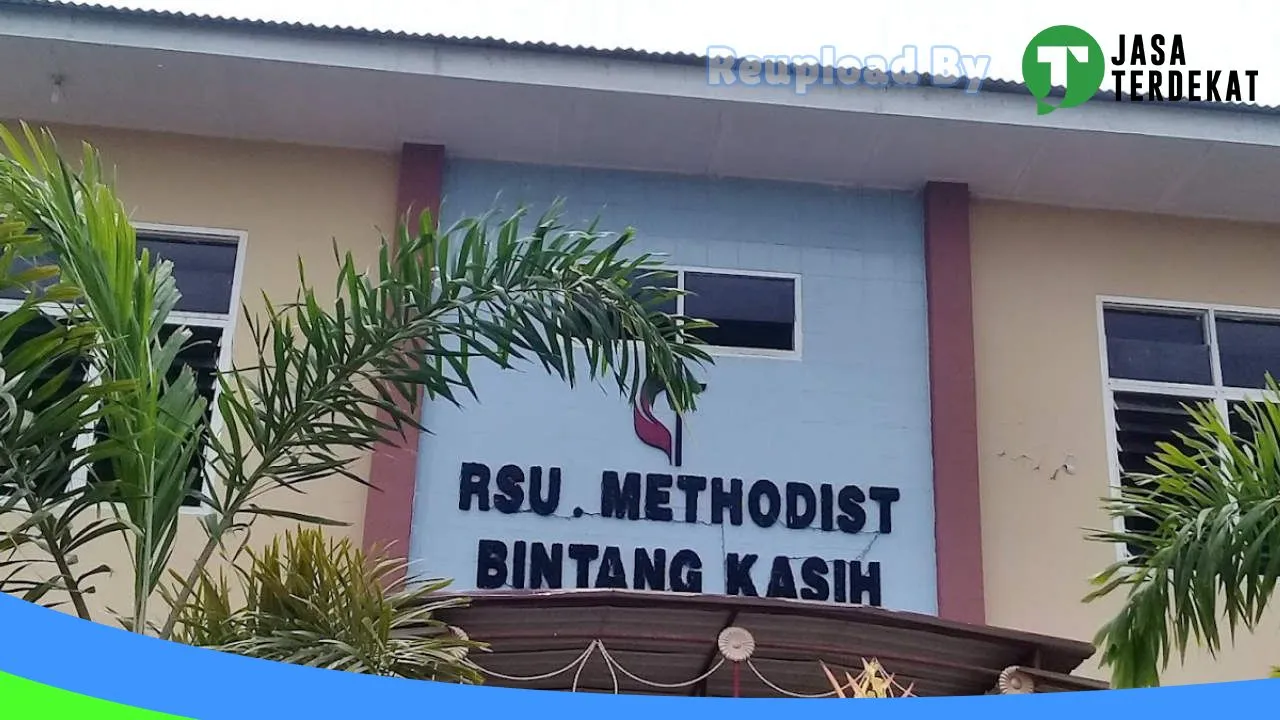 Reupload By
JASA
TERDEKAT
RSU . METHODIST
BINTANG KASIH